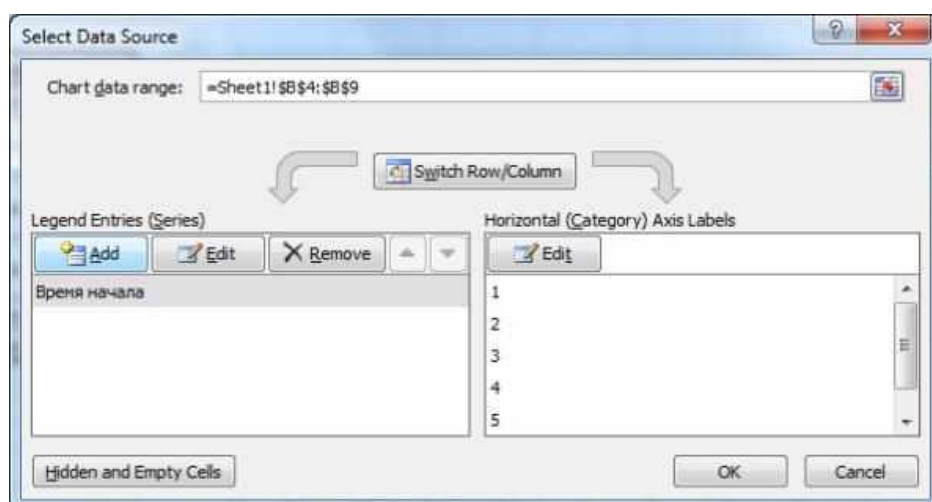 Select Data Source
Chart data range: =Sheet1!$B$4:$B$9
Switch Row/Column
Legend Entries (Series)
Add Edit Remove
Время начала
Horizontal (Category) Axis Labels
Edit
1
2
3
4
5
Hidden and Empty Cells
OK Cancel